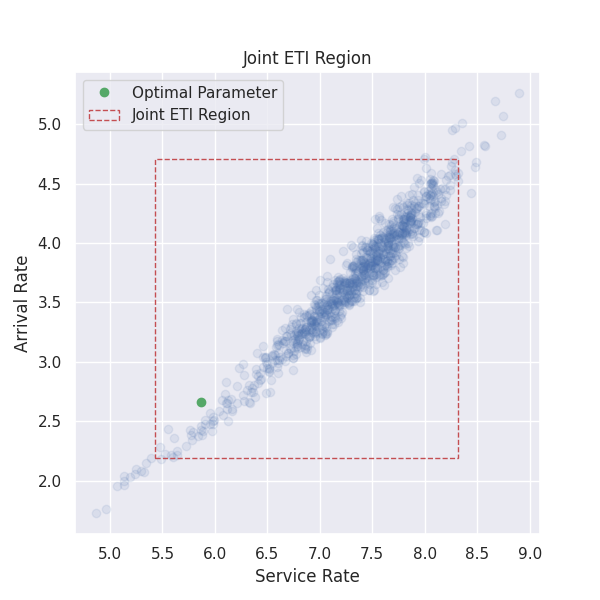 Joint ETI Region
Optimal Parameter
Joint ETI Region
5.0
4.5
4.0
3.5
3.0
2.5
2.0
Arrival Rate
5.0 5.5 6.0 6.5 7.0 7.5 8.0 8.5 9.0
Service Rate